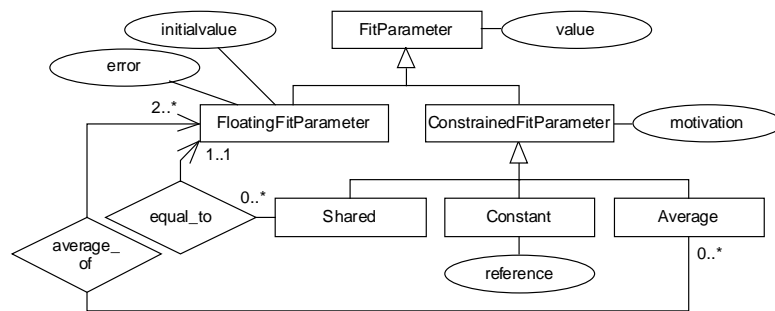 initialvalue
FitParameter
value
error
2..*
FloatingFitParameter
ConstrainedFitParameter
motivation
1..1
equal_to
0..*
Shared
Constant
Average
average_
of
0..*
reference